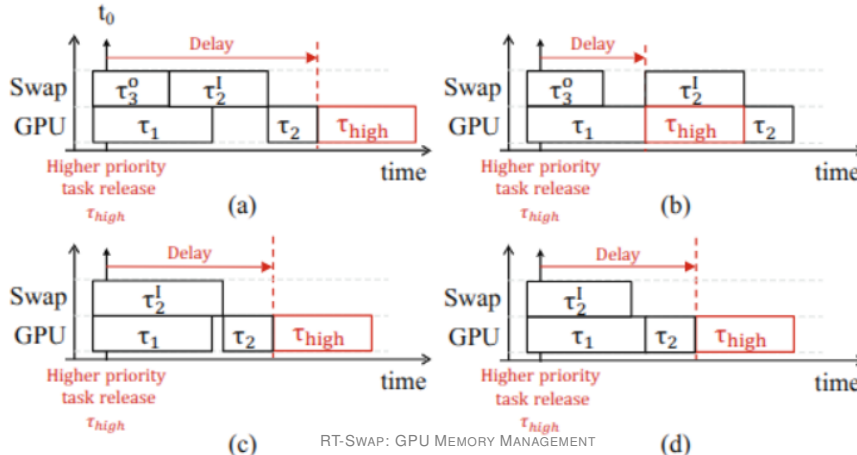 t₀
Delay
Swap τ₃ᴼ τ₂ᴵ
GPU τ₁ τ₂ τhigh
Higher priority
task release
τhigh
time
(a)
Delay
Swap τ₃ᴼ τ₂ᴵ
GPU τ₁ τhigh τ₂
Higher priority
task release
τhigh
time
(b)
Delay
Swap τ₂ᴵ
GPU τ₁ τ₂ τhigh
Higher priority
task release
τhigh
time
(c)
Delay
Swap τ₂ᴵ
GPU τ₁ τ₂ τhigh
Higher priority
task release
τhigh
time
(d)
RT-SWAP: GPU MEMORY MANAGEMENT